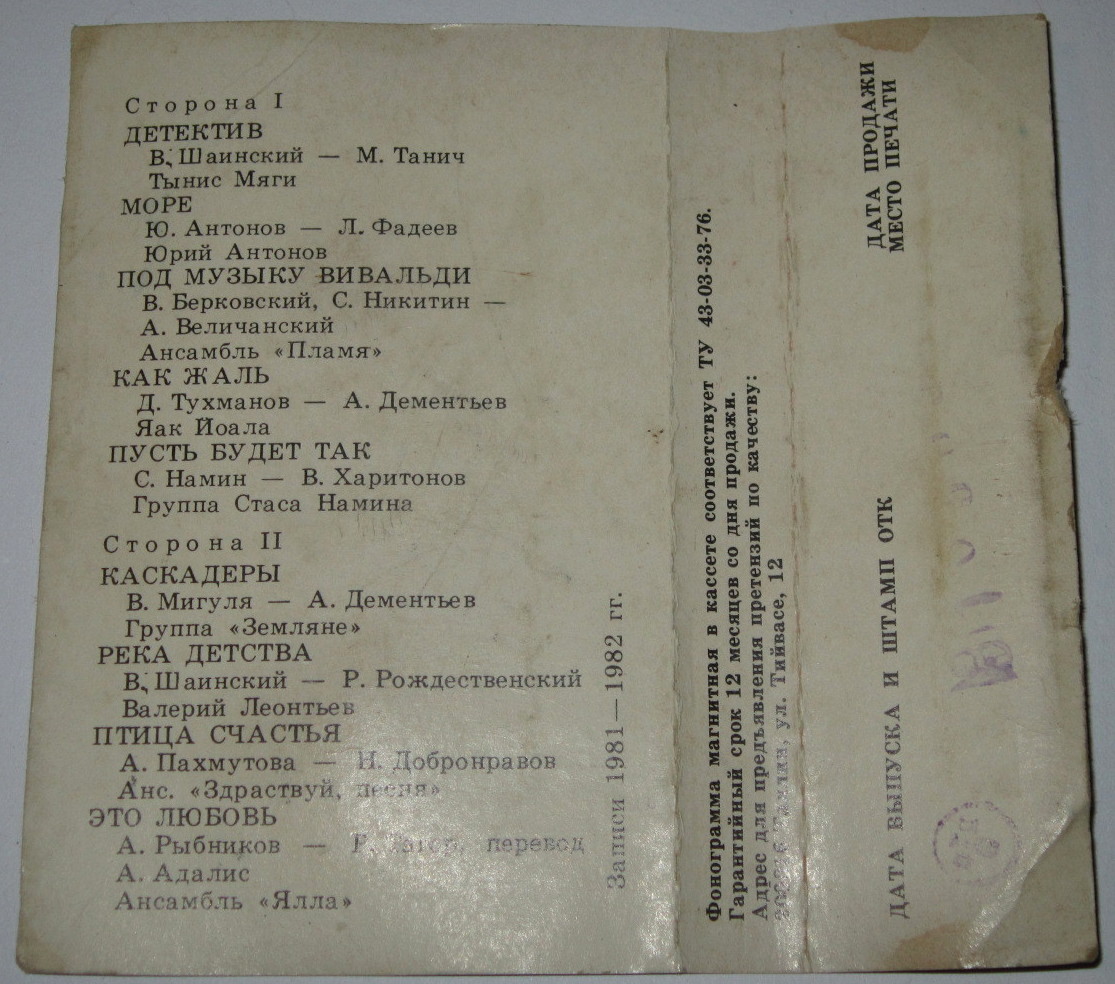 Сторона I
ДЕТЕКТИВ
В. Шаинский — М. Танич
Тынис Мяги
МОРЕ
Ю. Антонов — Л. Фадеев
Юрий Антонов
ПОД МУЗЫКУ ВИВАЛЬДИ
В. Берковский, С. Никитин —
А. Величанский
Ансамбль «Пламя»
КАК ЖАЛЬ
Д. Тухманов — А. Дементьев
Яак Йоала
ПУСТЬ БУДЕТ ТАК
С. Намин — В. Харитонов
Группа Стаса Намина
Сторона II
КАСКАДЕРЫ
В. Мигуля — А. Дементьев
Группа «Земляне»
РЕКА ДЕТСТВА
В. Шаинский — Р. Рождественский
Валерий Леонтьев
ПТИЦА СЧАСТЬЯ
А. Пахмутова — Н. Добронравов
Анс. «Здравствуй, песня»
ЭТО ЛЮБОВЬ
А. Рыбников — Р. перевод
А. Адалис
Ансамбль «Ялла»
Записи 1981—1982 гг.
Фонограмма магнитная в кассете соответствует ТУ 43-03-33-76.
Гарантийный срок 12 месяцев со дня продажи.
Адрес для предъявления претензий по качеству:
ул. Тийвасе, 12
ДАТА ВЫПУСКА И ШТАМП ОТК
ДАТА ПРОДАЖИ
МЕСТО ПЕЧАТИ